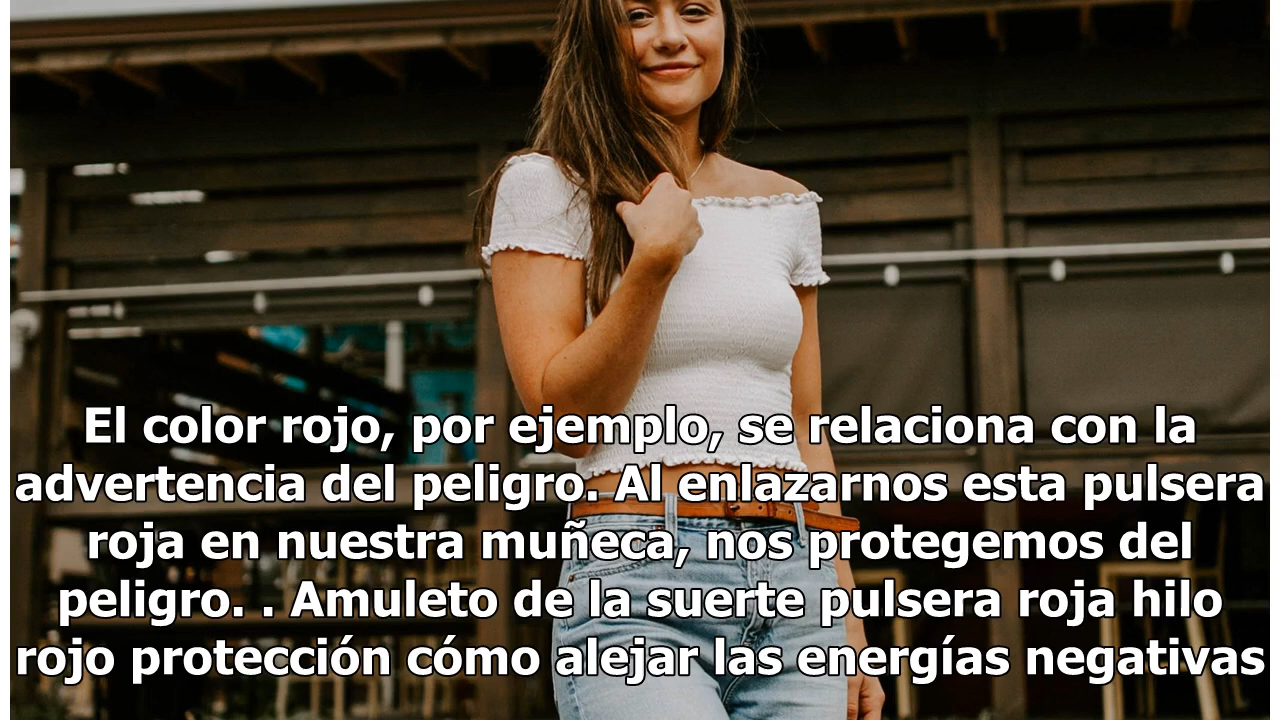 El color rojo, por ejemplo, se relaciona con la
advertencia del peligro. Al enlazarnos esta pulsera
roja en nuestra muñeca, nos protegemos del
peligro. . Amuleto de la suerte pulsera roja hilo
rojo protección cómo alejar las energías negativas